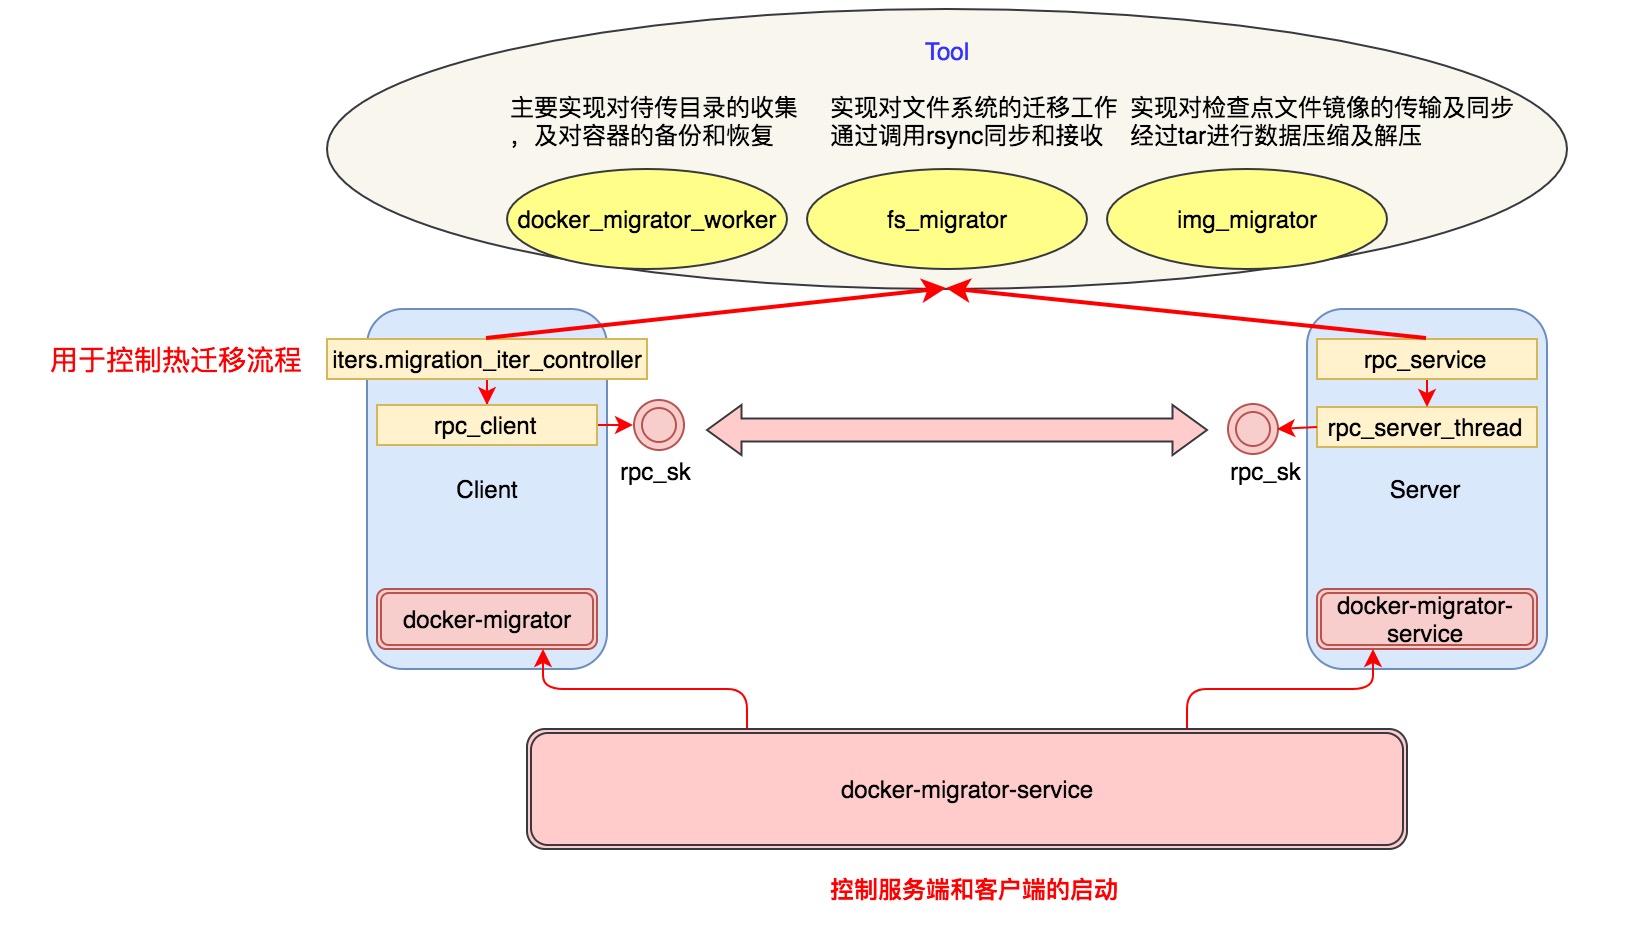 Tool
主要实现对待传目录的收集
，及对容器的备份和恢复
实现对文件系统的迁移工作
通过调用rsync同步和接收
实现对检查点文件镜像的传输及同步
经过tar进行数据压缩及解压
docker_migrator_worker
fs_migrator
img_migrator
用于控制热迁移流程
iters.migration_iter_controller
rpc_client
rpc_sk
Client
docker-migrator
rpc_service
rpc_server_thread
rpc_sk
Server
docker-migrator-
service
docker-migrator-service
控制服务端和客户端的启动